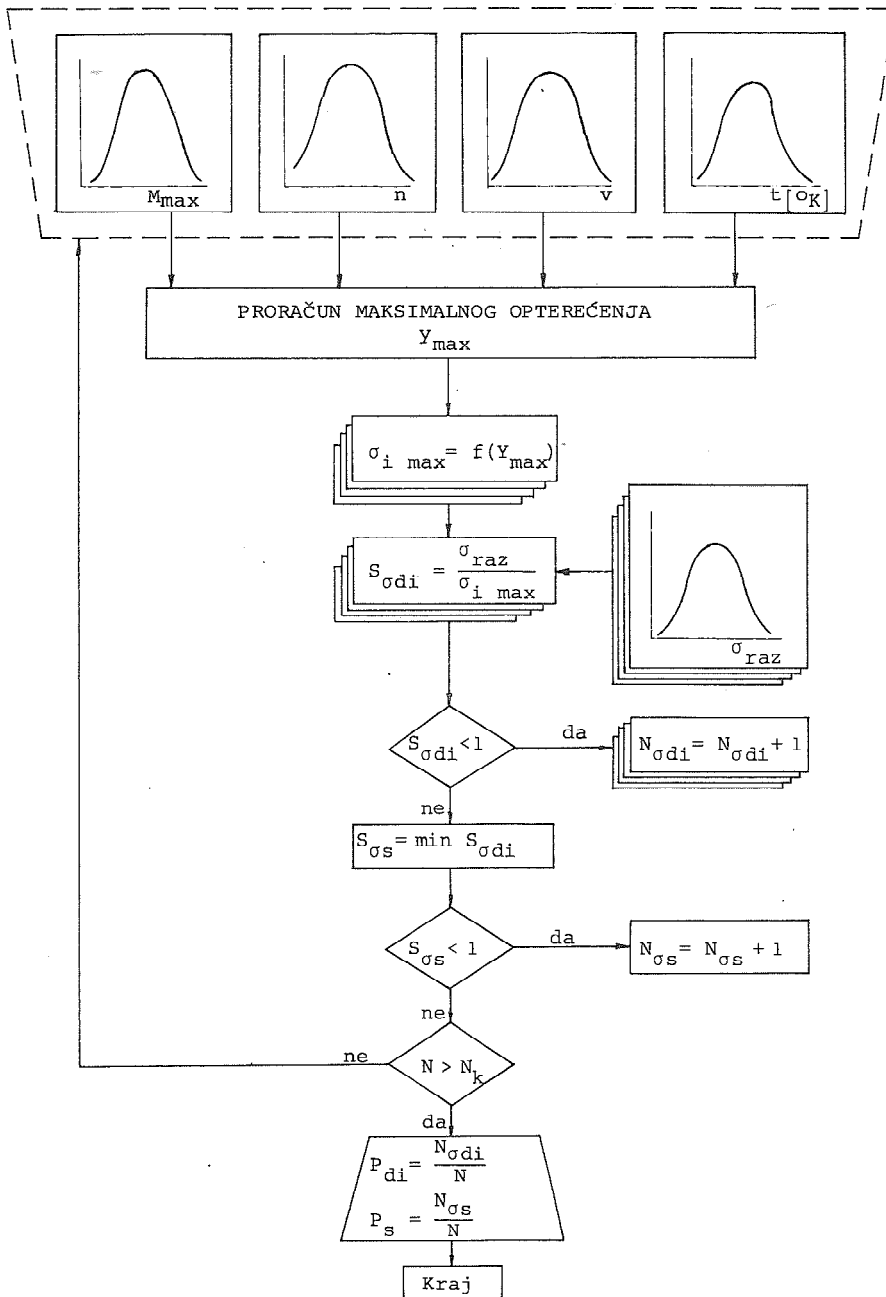 M_max
n
v
t[°K]
PRORAČUN MAKSIMALNOG OPTEREĆENJA
y_max
σ_i max = f(Y_max)
S_σdi = σ_raz / σ_i max
σ_raz
S_σdi < 1
da
N_σdi = N_σdi + 1
ne
S_σs = min S_σdi
S_σs < 1
da
N_σs = N_σs + 1
ne
ne
N > N_k
da
P_di = N_σdi / N
P_s = N_σs / N
Kraj